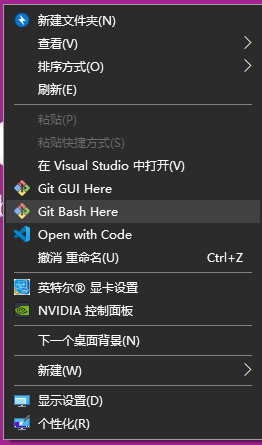 新建文件夹(N)
查看(V)
排序方式(O)
刷新(E)
粘贴(P)
粘贴快捷方式(S)
在 Visual Studio 中打开(V)
Git GUI Here
Git Bash Here
Open with Code
撤消 重命名(U) Ctrl+Z
英特尔® 显卡设置
NVIDIA 控制面板
下一个桌面背景(N)
新建(W)
显示设置(D)
个性化(R)